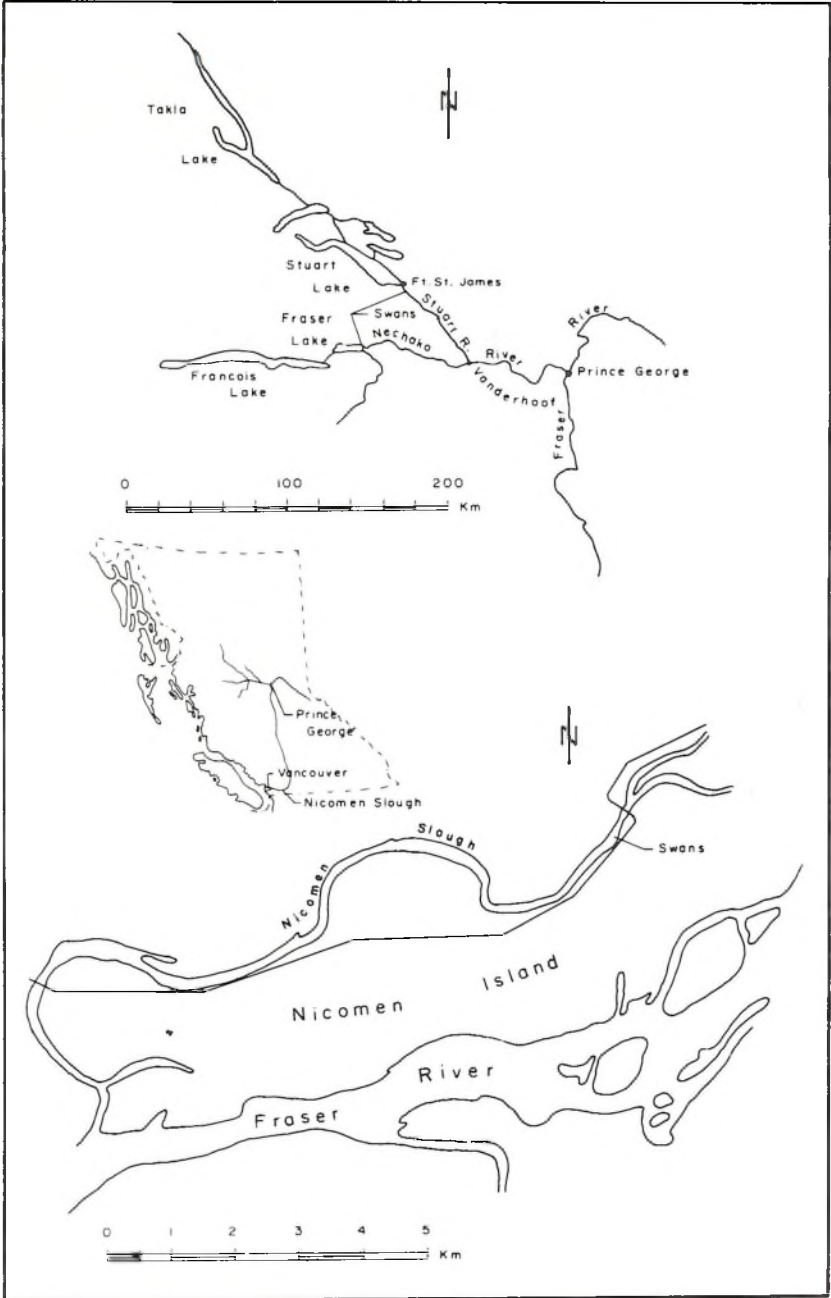 N
Takla
Lake
Stuart
Lake
Ft. St. James
Stuart R.
Fraser
Lake
Swans
Nechako
River
Vanderhoof
River
Prince George
Francois
Lake
Fraser
0 100 200
Km
Prince
George
Vancouver
Nicomen Slough
N
Nicomen
Slough
Swans
Nicomen Island
Fraser River
0 1 2 3 4 5
Km